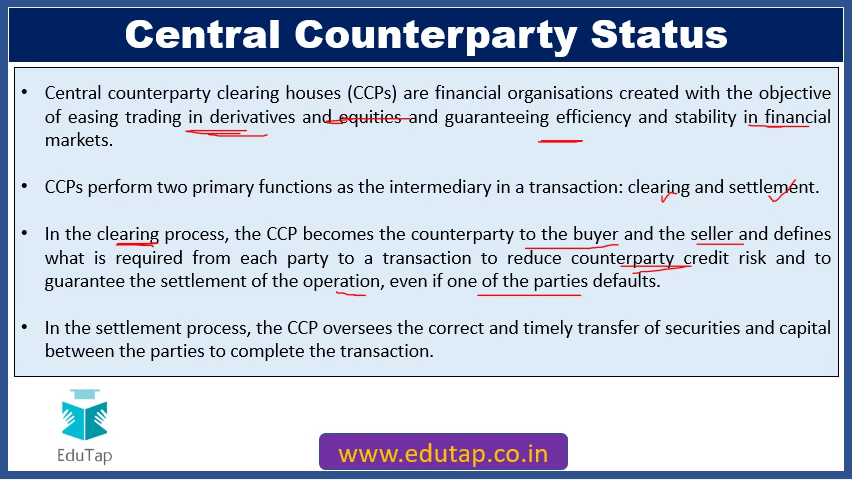 Central Counterparty Status
• Central counterparty clearing houses (CCPs) are financial organisations created with the objective
of easing trading in derivatives and equities and guaranteeing efficiency and stability in financial
markets.
• CCPs perform two primary functions as the intermediary in a transaction: clearing and settlement.
• In the clearing process, the CCP becomes the counterparty to the buyer and the seller and defines
what is required from each party to a transaction to reduce counterparty credit risk and to
guarantee the settlement of the operation, even if one of the parties defaults.
• In the settlement process, the CCP oversees the correct and timely transfer of securities and capital
between the parties to complete the transaction.
EduTap
www.edutap.co.in